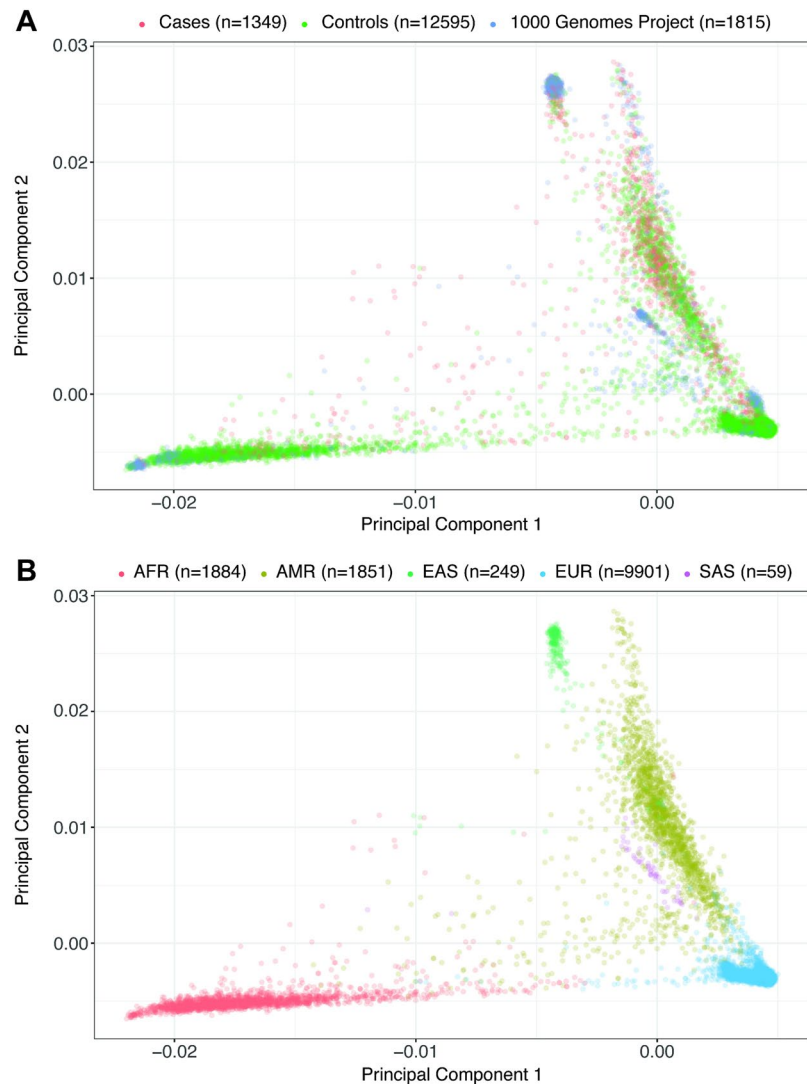 A
Cases (n=1349) Controls (n=12595) 1000 Genomes Project (n=1815)
0.03
0.02
0.01
0.00
Principal Component 2
−0.02 −0.01 0.00
Principal Component 1
B
AFR (n=1884) AMR (n=1851) EAS (n=249) EUR (n=9901) SAS (n=59)
0.03
0.02
0.01
0.00
Principal Component 2
−0.02 −0.01 0.00
Principal Component 1